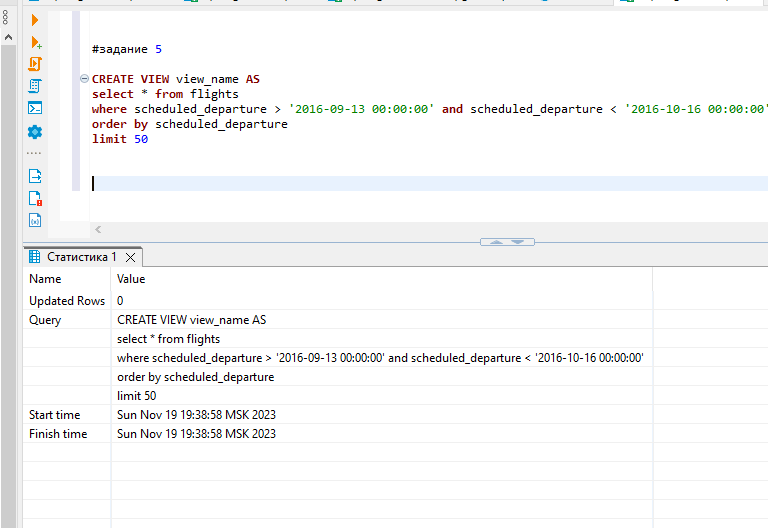 #задание 5
CREATE VIEW view_name AS
select * from flights
where scheduled_departure > '2016-09-13 00:00:00' and scheduled_departure < '2016-10-16 00:00:00'
order by scheduled_departure
limit 50
Статистика 1
Name Value
Updated Rows 0
Query CREATE VIEW view_name AS
select * from flights
where scheduled_departure > '2016-09-13 00:00:00' and scheduled_departure < '2016-10-16 00:00:00'
order by scheduled_departure
limit 50
Start time Sun Nov 19 19:38:58 MSK 2023
Finish time Sun Nov 19 19:38:58 MSK 2023